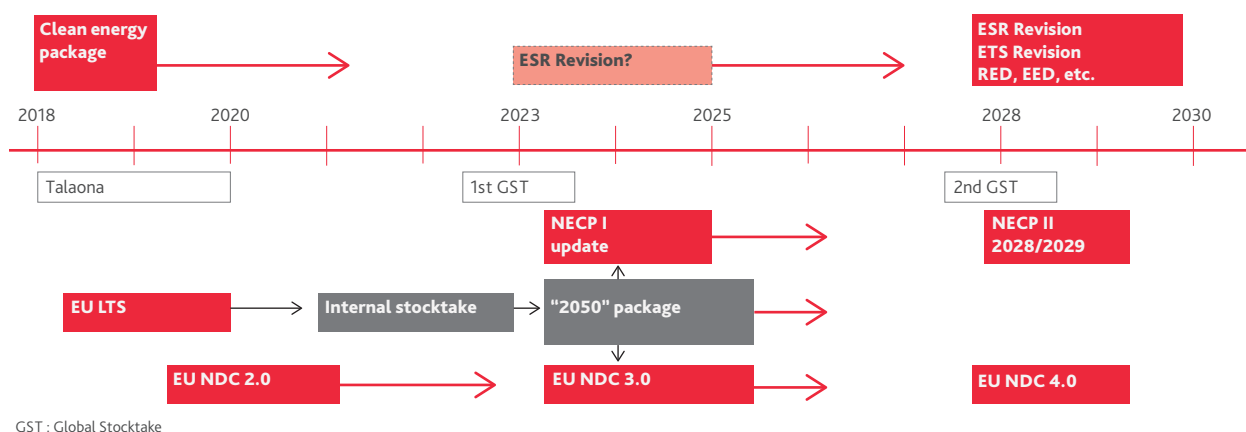 Clean energy
package
ESR Revision?
ESR Revision
ETS Revision
RED, EED, etc.
2018
2020
2023
2025
2028
2030
Talaona
1st GST
2nd GST
NECP I
update
NECP II
2028/2029
EU LTS
Internal stocktake
"2050" package
EU NDC 2.0
EU NDC 3.0
EU NDC 4.0
GST : Global Stocktake